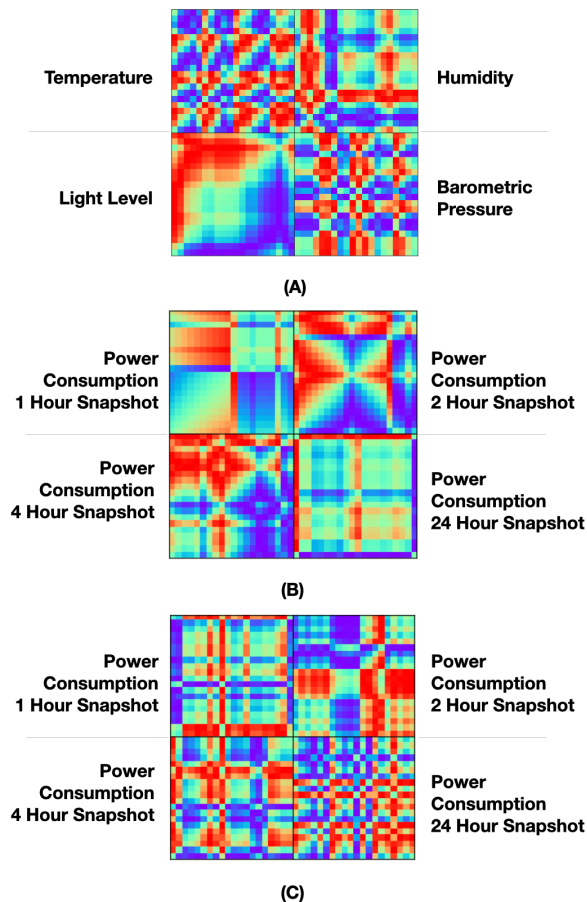 Temperature
Humidity
Light Level
Barometric
Pressure
(A)
Power
Consumption
1 Hour Snapshot
Power
Consumption
2 Hour Snapshot
Power
Consumption
4 Hour Snapshot
Power
Consumption
24 Hour Snapshot
(B)
Power
Consumption
1 Hour Snapshot
Power
Consumption
2 Hour Snapshot
Power
Consumption
4 Hour Snapshot
Power
Consumption
24 Hour Snapshot
(C)